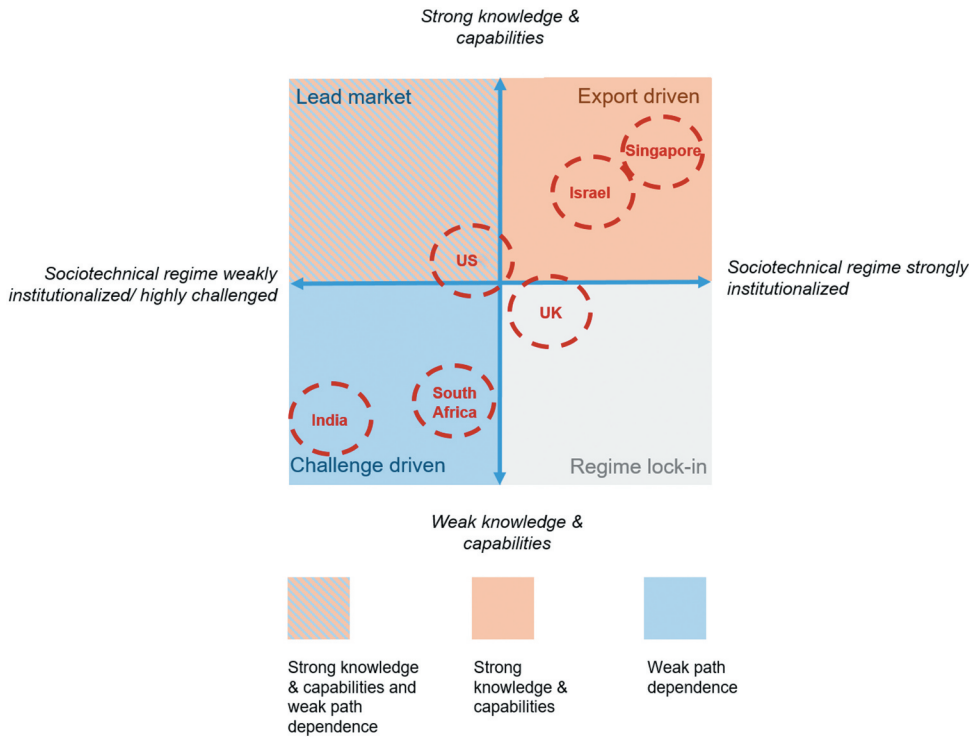 Strong knowledge &
capabilities
Lead market
Export driven
Singapore
Israel
US
Sociotechnical regime weakly
institutionalized/ highly challenged
Sociotechnical regime strongly
institutionalized
UK
South
Africa
India
Challenge driven
Regime lock-in
Weak knowledge &
capabilities
Strong knowledge
& capabilities and
weak path
dependence
Strong
knowledge &
capabilities
Weak path
dependence